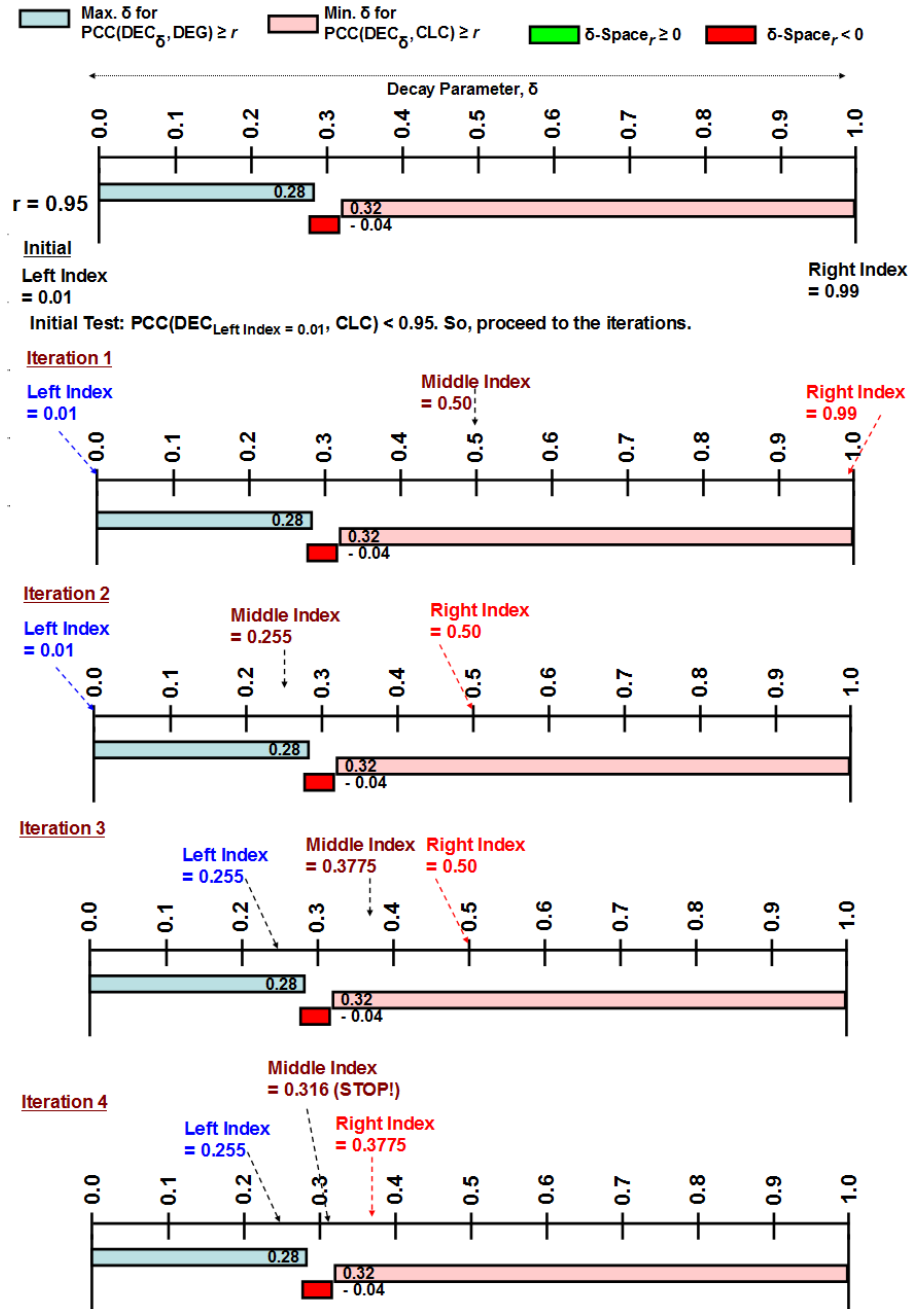 Max. δ for
PCC(DEC_δ, DEG) ≥ r
Min. δ for
PCC(DEC_δ, CLC) ≥ r
δ-Space_r ≥ 0
δ-Space_r < 0
Decay Parameter, δ
0.0 0.1 0.2 0.3 0.4 0.5 0.6 0.7 0.8 0.9 1.0
0.28
r = 0.95
0.32
- 0.04
Initial
Left Index
= 0.01
Right Index
= 0.99
Initial Test: PCC(DEC_Left Index = 0.01, CLC) < 0.95. So, proceed to the iterations.
Iteration 1
Left Index
= 0.01
Middle Index
= 0.50
Right Index
= 0.99
0.0 0.1 0.2 0.3 0.4 0.5 0.6 0.7 0.8 0.9 1.0
0.28
0.32
- 0.04
Iteration 2
Left Index
= 0.01
Middle Index
= 0.255
Right Index
= 0.50
0.0 0.1 0.2 0.3 0.4 0.5 0.6 0.7 0.8 0.9 1.0
0.28
0.32
- 0.04
Iteration 3
Left Index
= 0.255
Middle Index
= 0.3775
Right Index
= 0.50
0.0 0.1 0.2 0.3 0.4 0.5 0.6 0.7 0.8 0.9 1.0
0.28
0.32
- 0.04
Middle Index
= 0.316 (STOP!)
Iteration 4
Left Index
= 0.255
Right Index
= 0.3775
0.0 0.1 0.2 0.3 0.4 0.5 0.6 0.7 0.8 0.9 1.0
0.28
0.32
- 0.04